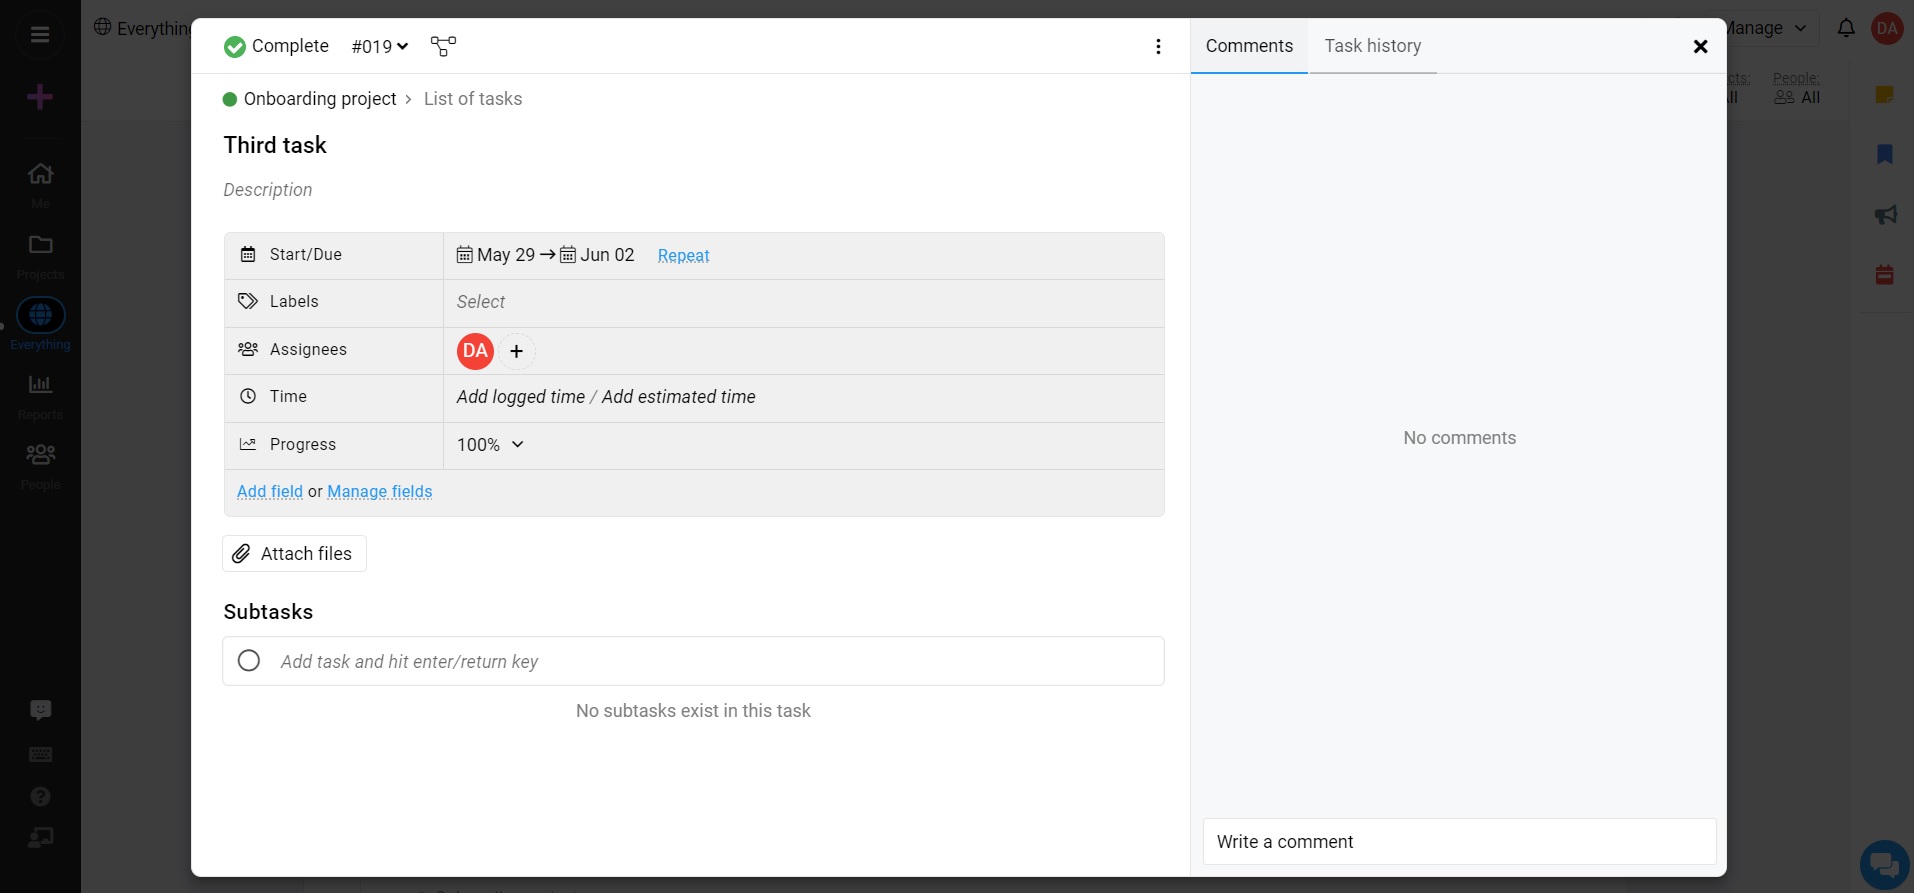 Everything
Manage
DA
Me
Projects
Everything
Reports
People
People:
All
Complete #019
Comments Task history
Onboarding project > List of tasks
Third task
Description
Start/Due May 29 → Jun 02 Repeat
Labels Select
Assignees DA +
Time Add logged time / Add estimated time
Progress 100%
Add field or Manage fields
Attach files
Subtasks
Add task and hit enter/return key
No subtasks exist in this task
No comments
Write a comment